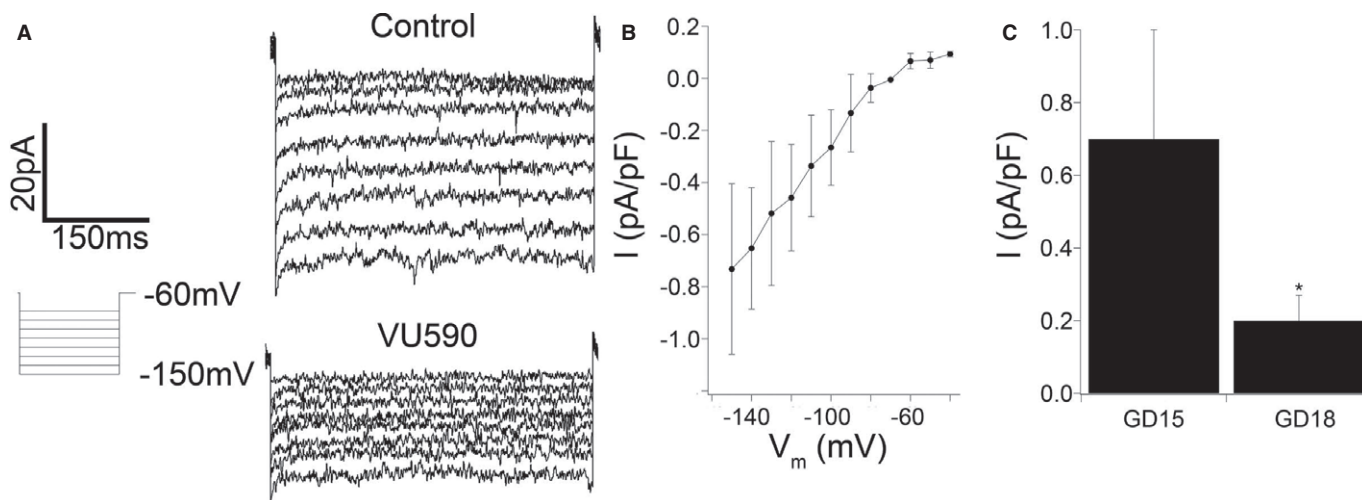 A
Control
20pA
150ms
-60mV
-150mV
VU590
B
I (pA/pF)
0.2
0.0
-0.2
-0.4
-0.6
-0.8
-1.0
-140
-100
-60
Vm (mV)
C
I (pA/pF)
1.0
0.8
0.6
0.4
0.2
0.0
*
GD15
GD18